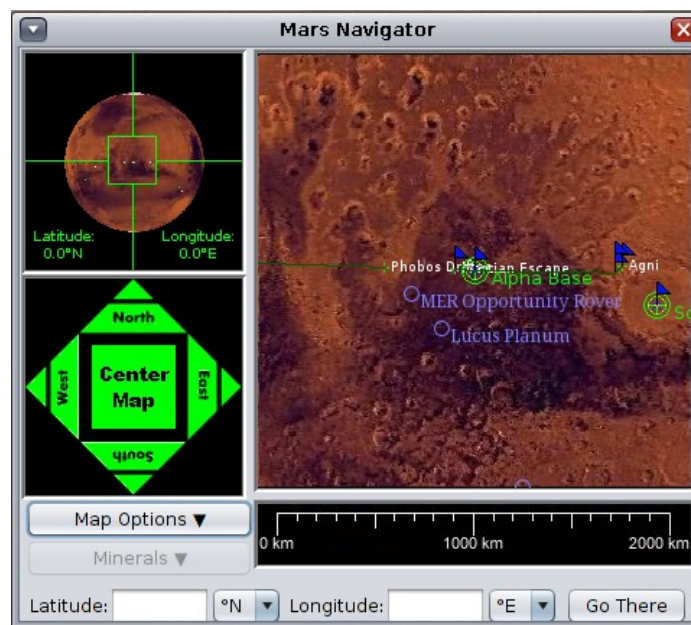 Mars Navigator
Latitude: Longitude:
0.0°N 0.0°E
North
West
Center
Map
East
South
Phobos
Escape
Agni
Alpha Base
MER Opportunity Rover
Lucus Planum
Map Options ▼
Minerals ▼
0 km 1000 km 2000 km
Latitude: °N Longitude: °E Go There